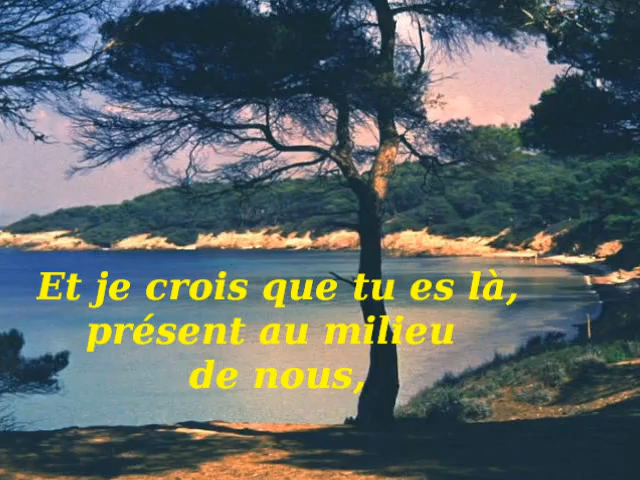 Et je crois que tu es là,
présent au milieu
de nous,